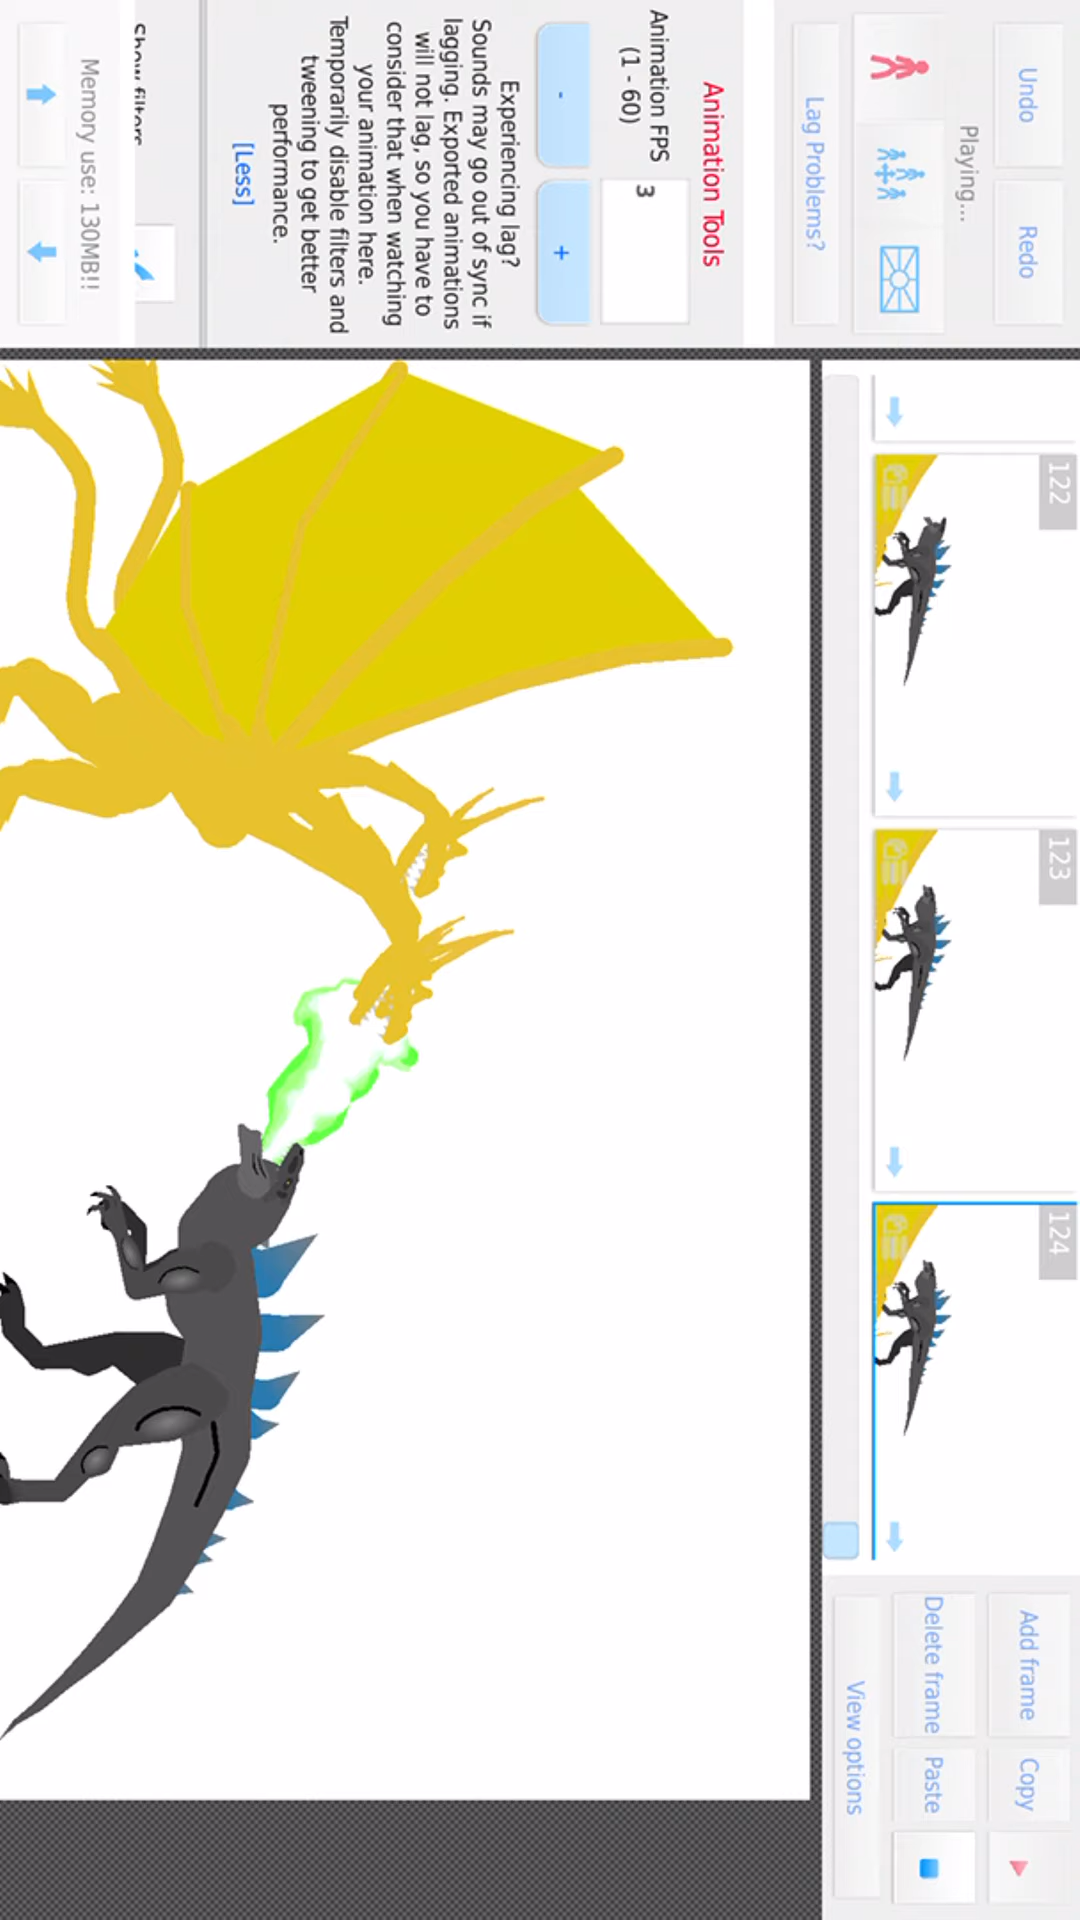 Undo
Redo
Playing...
Lag Problems?
Animation Tools
Animation FPS
(1 - 60)
3
-
+
Experiencing lag?
Sounds may go out of sync if
lagging. Exported animations
will not lag, so you have to
consider that when watching
your animation here.
Temporarily disable filters and
tweening to get better
performance.
[Less]
Show filters
Memory use: 130MB!!
122
123
124
Add frame
Copy
Delete frame
Paste
View options